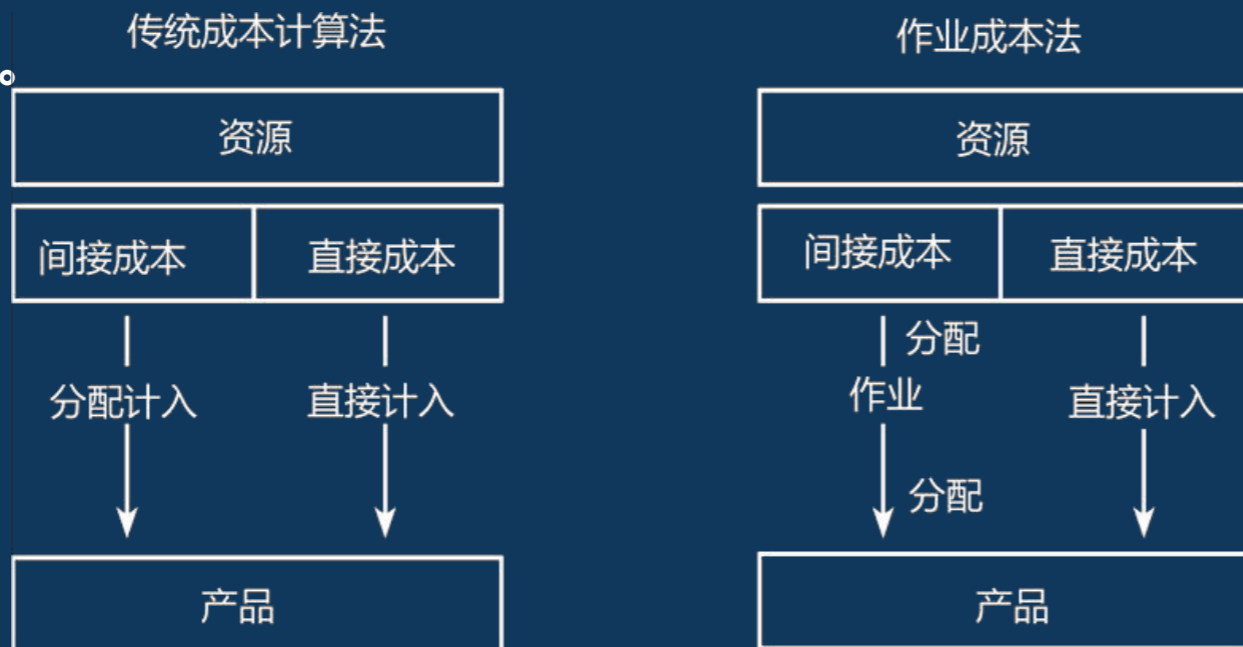 传统成本计算法
资源
间接成本
直接成本
分配计入
直接计入
产品
作业成本法
资源
间接成本
直接成本
分配
作业
直接计入
分配
产品